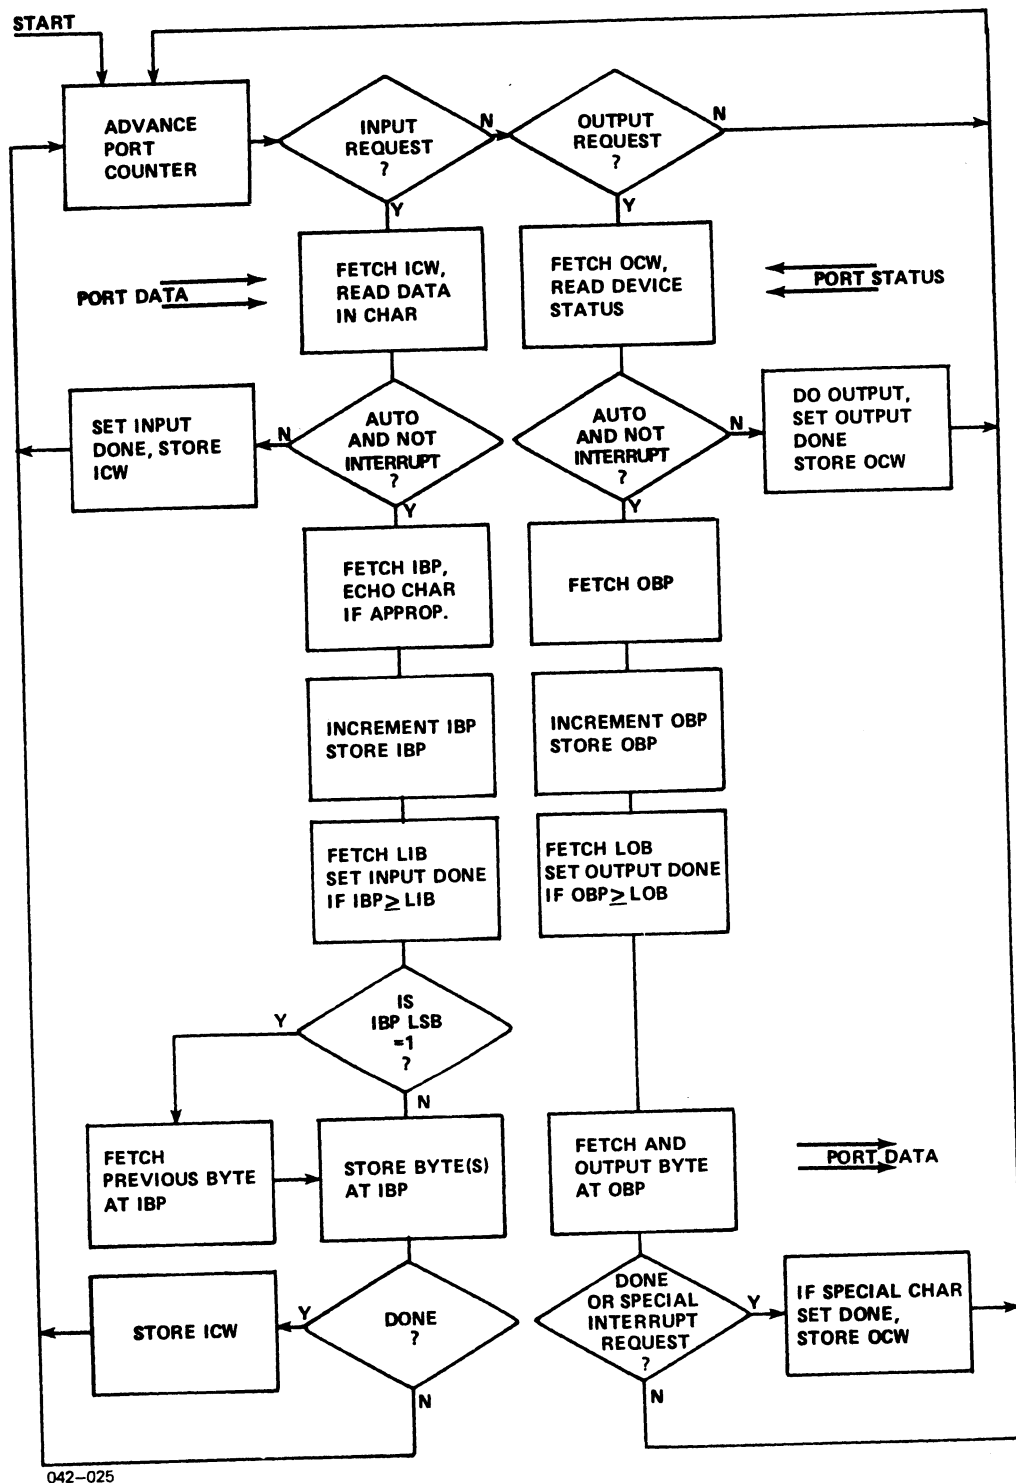 START
ADVANCE
PORT
COUNTER
INPUT
REQUEST
?
N
Y
OUTPUT
REQUEST
?
N
Y
PORT DATA
FETCH ICW,
READ DATA
IN CHAR
FETCH OCW,
READ DEVICE
STATUS
PORT STATUS
SET INPUT
DONE, STORE
ICW
N
AUTO
AND NOT
INTERRUPT
?
Y
AUTO
AND NOT
INTERRUPT
?
N
Y
DO OUTPUT,
SET OUTPUT
DONE
STORE OCW
FETCH IBP,
ECHO CHAR
IF APPROP.
FETCH OBP
INCREMENT IBP
STORE IBP
INCREMENT OBP
STORE OBP
FETCH LIB
SET INPUT DONE
IF IBP≥LIB
FETCH LOB
SET OUTPUT DONE
IF OBP≥LOB
Y
IS
IBP LSB
=1
?
N
FETCH
PREVIOUS BYTE
AT IBP
STORE BYTE(S)
AT IBP
FETCH AND
OUTPUT BYTE
AT OBP
PORT DATA
STORE ICW
Y
DONE
?
N
DONE
OR SPECIAL
INTERRUPT
REQUEST
?
Y
N
IF SPECIAL CHAR
SET DONE,
STORE OCW
042-025